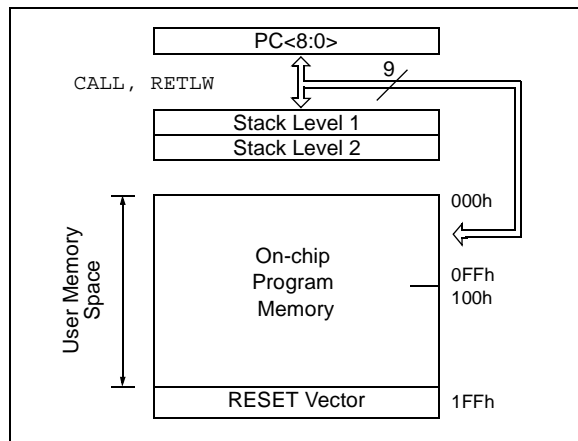 PC<8:0>
9
CALL, RETLW
Stack Level 1
Stack Level 2
000h
User Memory
Space
On-chip
Program
Memory
0FFh
100h
RESET Vector
1FFh